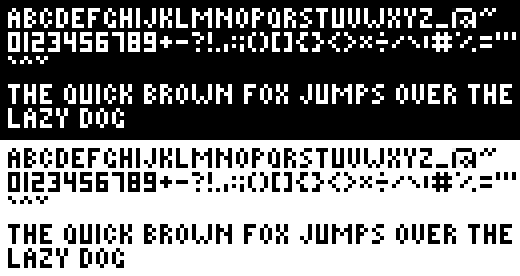 ABCDEFGHIJKLMNOPQRSTUVWXYZ_@~
0123456789+-?!.,:;()[]{}<>×÷/\|#%.="'
THE QUICK BROWN FOX JUMPS OVER THE
LAZY DOG
ABCDEFGHIJKLMNOPQRSTUVWXYZ_@~
0123456789+-?!.,:;()[]{}<>×÷/\|#%.="'
THE QUICK BROWN FOX JUMPS OVER THE
LAZY DOG